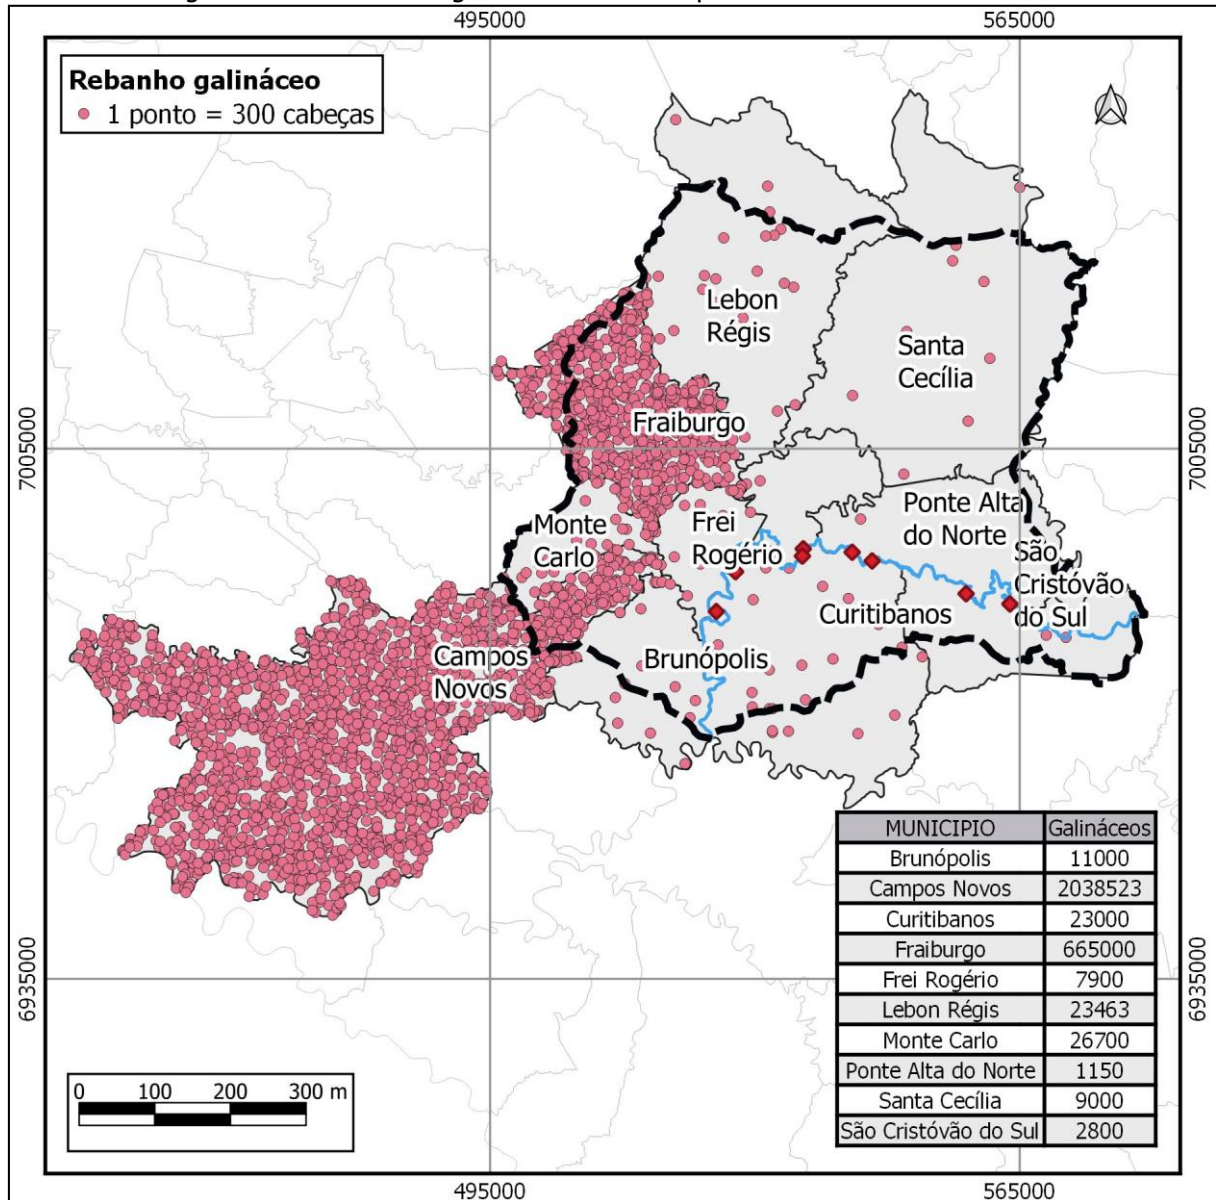 495000
565000
Rebanho galináceo
1 ponto = 300 cabeças
Lebon
Régis
Santa
Cecília
Fraiburgo
7005000
7005000
Monte
Carlo
Frei
Rogério
Ponte Alta
do Norte
São
Cristóvão
do Sul
Curitibanos
Campos
Novos
Brunópolis
MUNICIPIO Galináceos
Brunópolis 11000
Campos Novos 2038523
Curitibanos 23000
Fraiburgo 665000
Frei Rogério 7900
Lebon Régis 23463
Monte Carlo 26700
Ponte Alta do Norte 1150
Santa Cecília 9000
São Cristóvão do Sul 2800
6935000
6935000
0 100 200 300 m
495000
565000